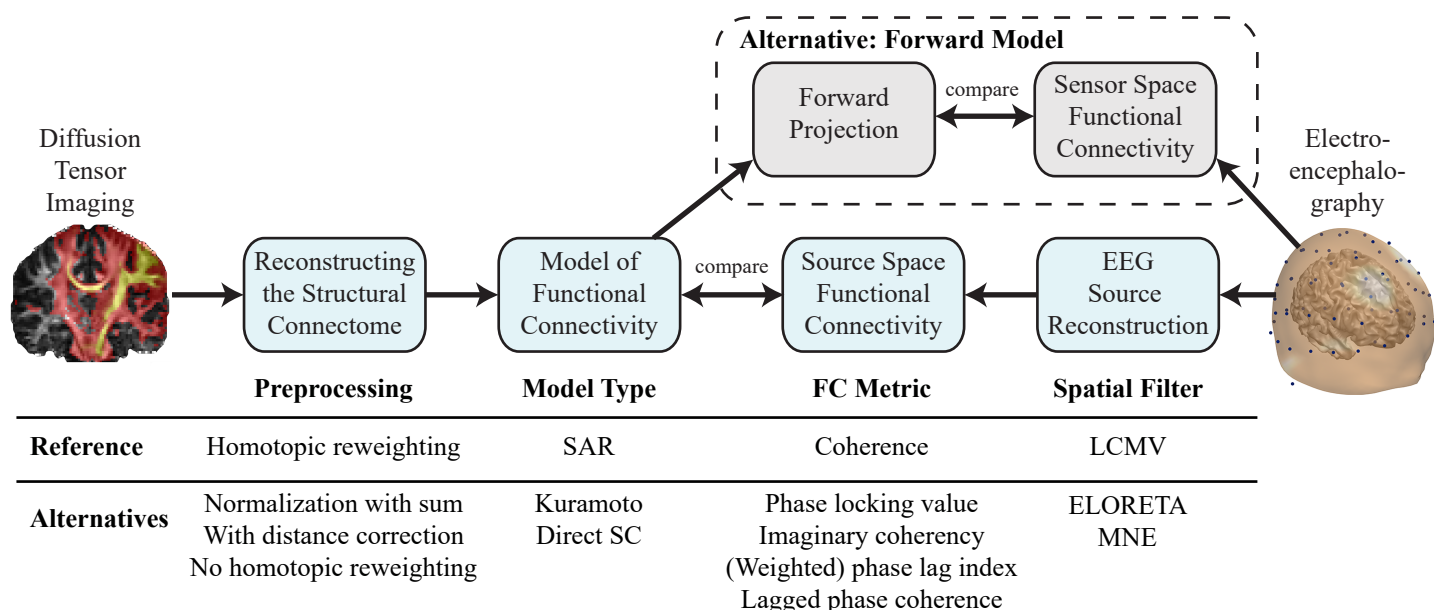 Alternative: Forward Model
Forward
Projection
compare
Sensor Space
Functional
Connectivity
Diffusion
Tensor
Imaging
Electro-
encephalo-
graphy
Reconstructing
the Structural
Connectome
Model of
Functional
Connectivity
compare
Source Space
Functional
Connectivity
EEG
Source
Reconstruction
Preprocessing Model Type FC Metric Spatial Filter
Reference Homotopic reweighting SAR Coherence LCMV
Alternatives
Normalization with sum
With distance correction
No homotopic reweighting
Kuramoto
Direct SC
Phase locking value
Imaginary coherency
(Weighted) phase lag index
Lagged phase coherence
ELORETA
MNE